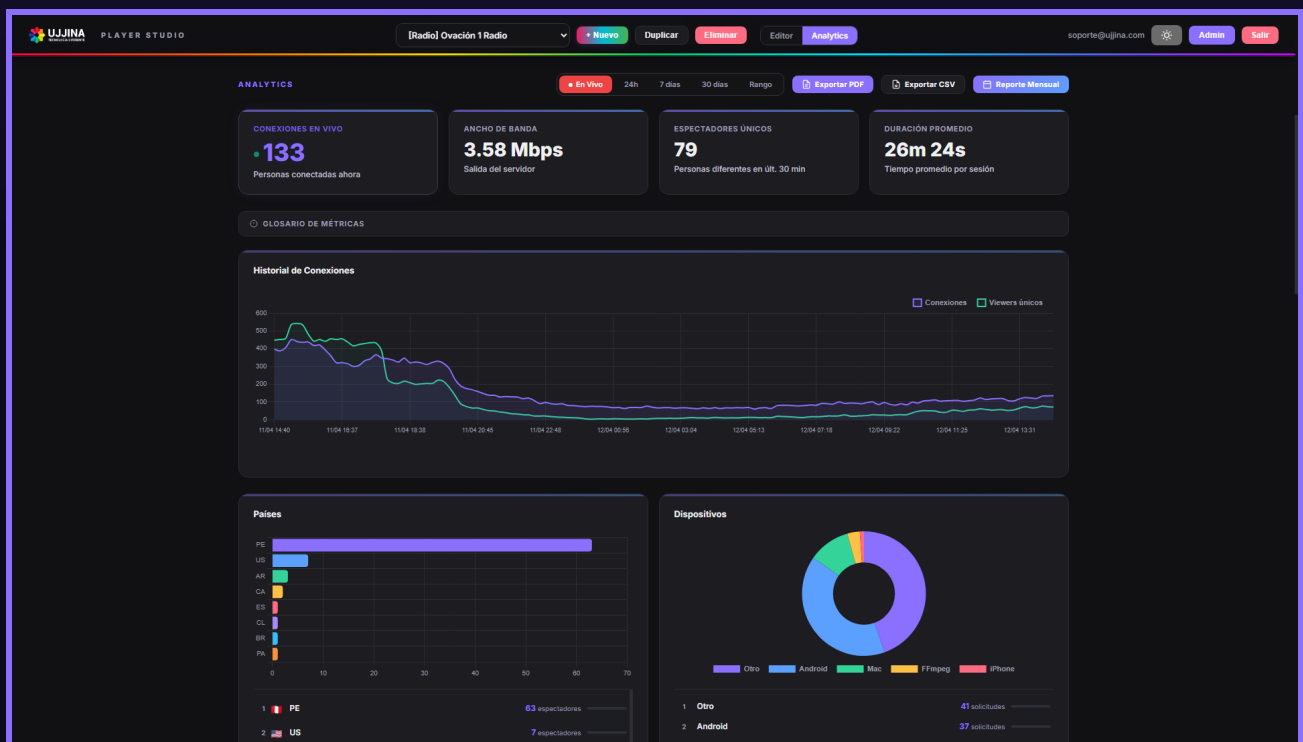 UJJINA PLAYER STUDIO [Radio] Ovación 1 Radio + Nuevo Duplicar Eliminar Editor Analytics soporte@ujjina.com Admin Salir
ANALYTICS En Vivo 24h 7 días 30 días Rango Exportar PDF Exportar CSV Reporte Mensual
CONEXIONES EN VIVO
133
Personas conectadas ahora
ANCHO DE BANDA
3.58 Mbps
Salida del servidor
ESPECTADORES ÚNICOS
79
Personas diferentes en últ. 30 min
DURACIÓN PROMEDIO
26m 24s
Tiempo promedio por sesión
GLOSARIO DE MÉTRICAS
Historial de Conexiones
Conexiones Viewers únicos
600
500
400
300
200
100
0
11/04 14:40 11/04 16:37 11/04 18:38 11/04 20:45 11/04 22:48 12/04 00:56 12/04 03:04 12/04 05:13 12/04 07:18 12/04 09:22 12/04 11:25 12/04 13:31
Países
PE
US
AR
CA
ES
CL
BR
PA
0 10 20 30 40 50 60 70
1 PE 63 espectadores
2 US 7 espectadores
Dispositivos
Otro Android Mac FFmpeg iPhone
1 Otro 41 solicitudes
2 Android 37 solicitudes